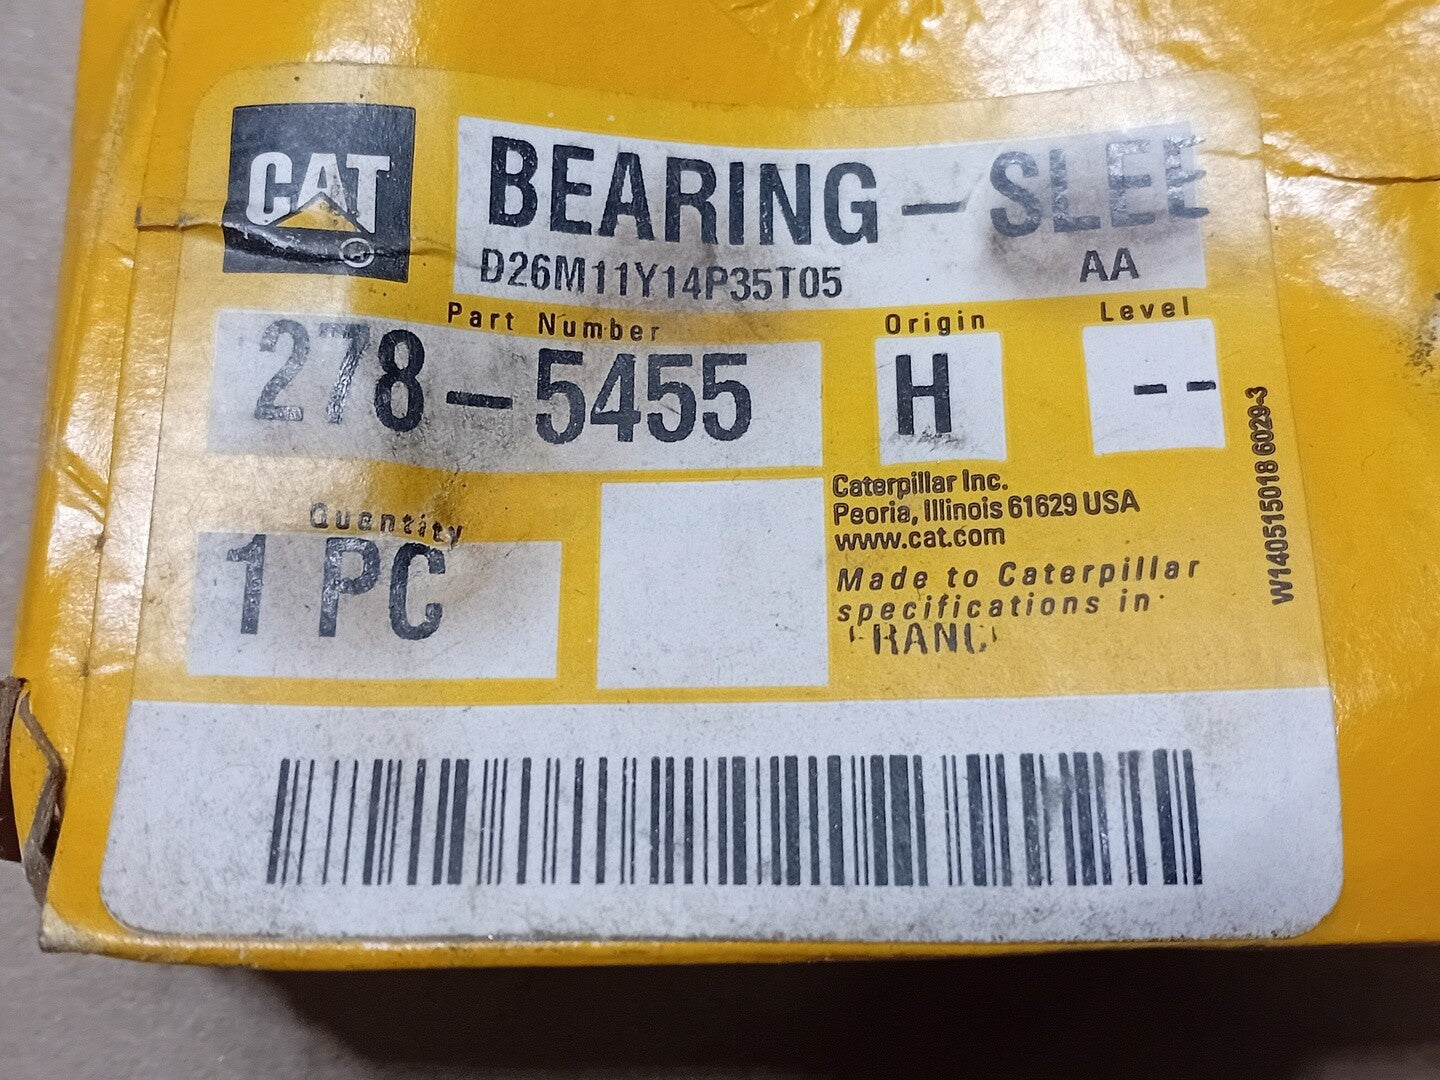 CAT
®
BEARING-SLEE
D26M11Y14P35T05 AA
Part Number Origin Level
278-5455 H --
Quantity
1 PC
Caterpillar Inc.
Peoria, Illinois 61629 USA
www.cat.com
Made to Caterpillar
specifications in
W140515018 6029-3